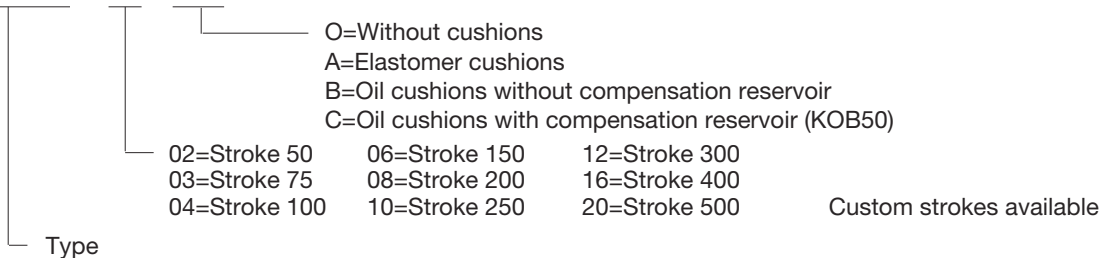 O=Without cushions
A=Elastomer cushions
B=Oil cushions without compensation reservoir
C=Oil cushions with compensation reservoir (KOB50)
02=Stroke 50 06=Stroke 150 12=Stroke 300
03=Stroke 75 08=Stroke 200 16=Stroke 400
04=Stroke 100 10=Stroke 250 20=Stroke 500 Custom strokes available
Type